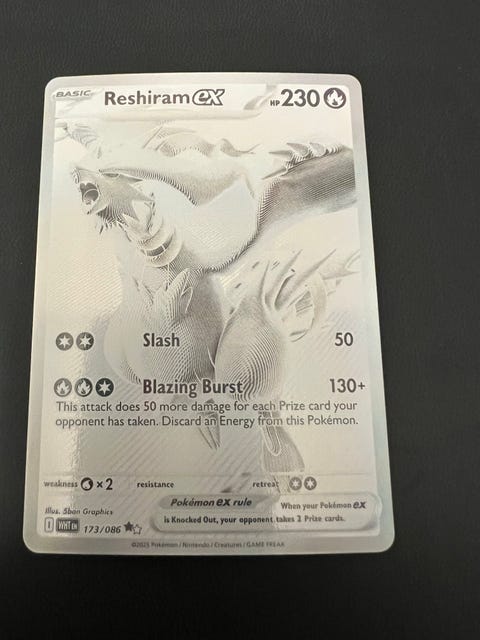 BASIC
Reshiram ex HP 230
Slash 50
Blazing Burst 130+
This attack does 50 more damage for each Prize card your
opponent has taken. Discard an Energy from this Pokémon.
weakness ×2 resistance retreat
Pokémon ex rule When your Pokémon ex
is Knocked Out, your opponent takes 2 Prize cards.
Illus. 5ban Graphics
I WHT EN 173/086
©2025 Pokémon / Nintendo / Creatures / GAME FREAK